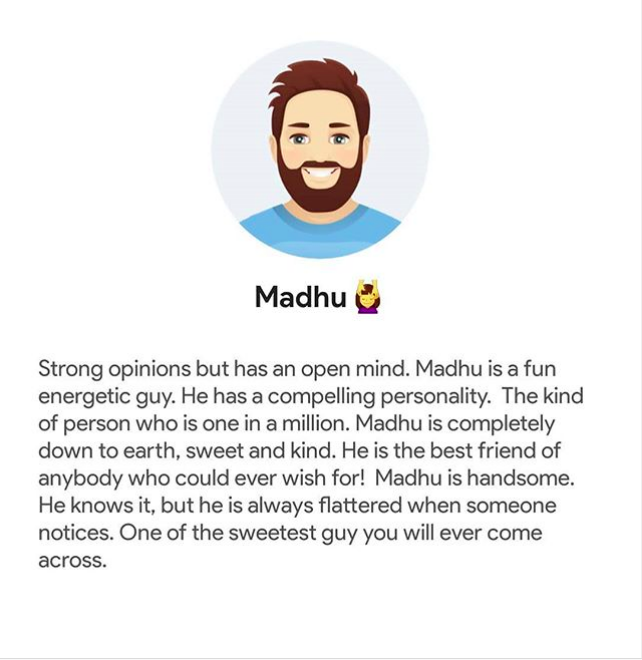 Madhu 💆
Strong opinions but has an open mind. Madhu is a fun
energetic guy. He has a compelling personality.  The kind
of person who is one in a million. Madhu is completely
down to earth, sweet and kind. He is the best friend of
anybody who could ever wish for!  Madhu is handsome.
He knows it, but he is always flattered when someone
notices. One of the sweetest guy you will ever come
across.